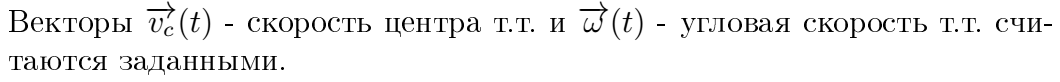 Векторы $\overrightarrow{v_c}(t)$ - скорость центра т.т. и $\overrightarrow{\omega}(t)$ - угловая скорость т.т. счи-
таются заданными.